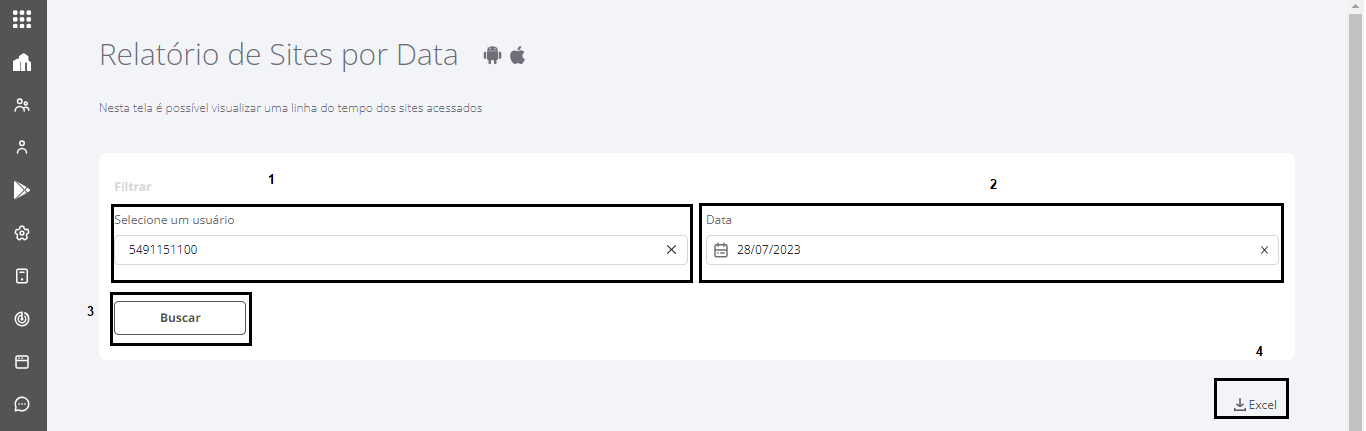 Relatório de Sites por Data
Nesta tela é possível visualizar uma linha do tempo dos sites acessados
1
2
Filtrar
Selecione um usuário
Data
5491151100
28/07/2023
3
Buscar
4
Excel